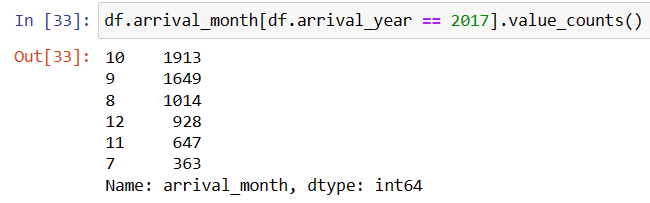 In [33]: df.arrival_month[df.arrival_year == 2017].value_counts()
Out[33]: 10    1913
9     1649
8     1014
12     928
11     647
7      363
Name: arrival_month, dtype: int64